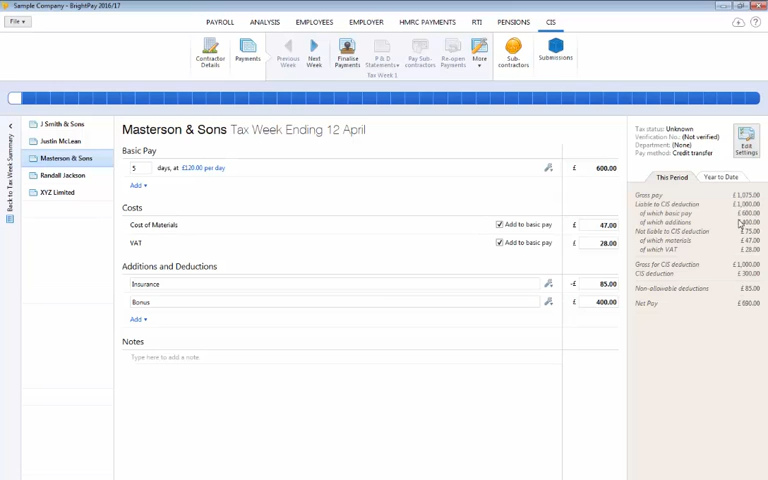 Sample Company - BrightPay 2016/17
File
PAYROLL ANALYSIS EMPLOYEES EMPLOYER HMRC PAYMENTS RTI PENSIONS CIS
Contractor Details
Payments
Previous Week
Next Week
Finalise Payments
P & D Statements
Pay Sub-contractors
Re-open Payments
More
Tax Week 1
Sub-contractors
Submissions
Back to Tax Week Summary
J Smith & Sons
Justin McLean
Masterson & Sons
Randall Jackson
XYZ Limited
Masterson & Sons Tax Week Ending 12 April
Basic Pay
5 days, at £120.00 per day £ 600.00
Add
Costs
Cost of Materials Add to basic pay £ 47.00
VAT Add to basic pay £ 28.00
Additions and Deductions
Insurance -£ 85.00
Bonus £ 400.00
Add
Notes
Type here to add a note.
Tax status: Unknown
Verification No.: (Not verified)
Department: (None)
Pay method: Credit transfer
Edit Settings
This Period Year to Date
Gross pay £ 1,075.00
Liable to CIS deduction £ 1,000.00
of which basic pay £ 600.00
of which additions £ 400.00
Not liable to CIS deduction £ 75.00
of which materials £ 47.00
of which VAT £ 28.00
Gross for CIS deduction £ 1,000.00
CIS deduction £ 300.00
Non-allowable deductions £ 85.00
Net Pay £ 690.00